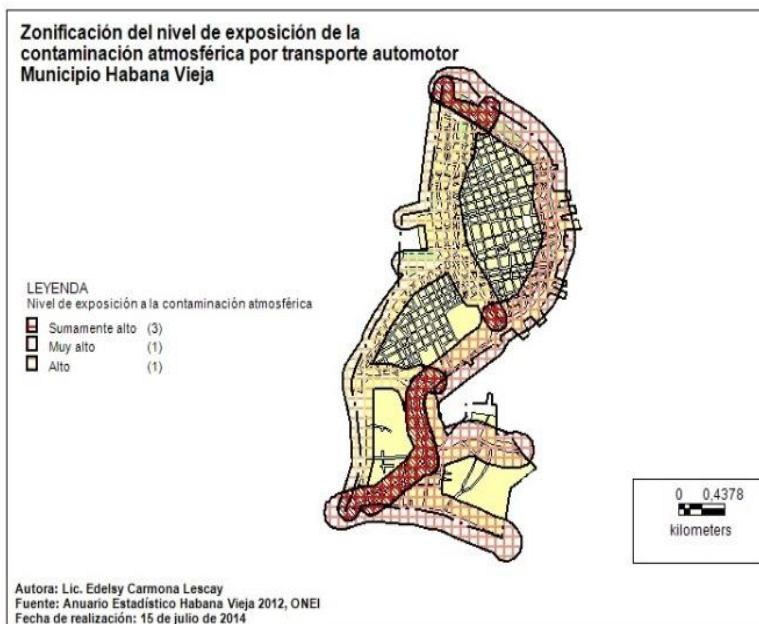 Zonificación del nivel de exposición de la
contaminación atmosférica por transporte automotor
Municipio Habana Vieja
LEYENDA
Nivel de exposición a la contaminación atmosférica
Sumamente alto (3)
Muy alto (1)
Alto (1)
0 0,4378
kilometers
Autora: Lic. Edelsy Carmona Lescay
Fuente: Anuario Estadístico Habana Vieja 2012, ONEI
Fecha de realización: 15 de julio de 2014